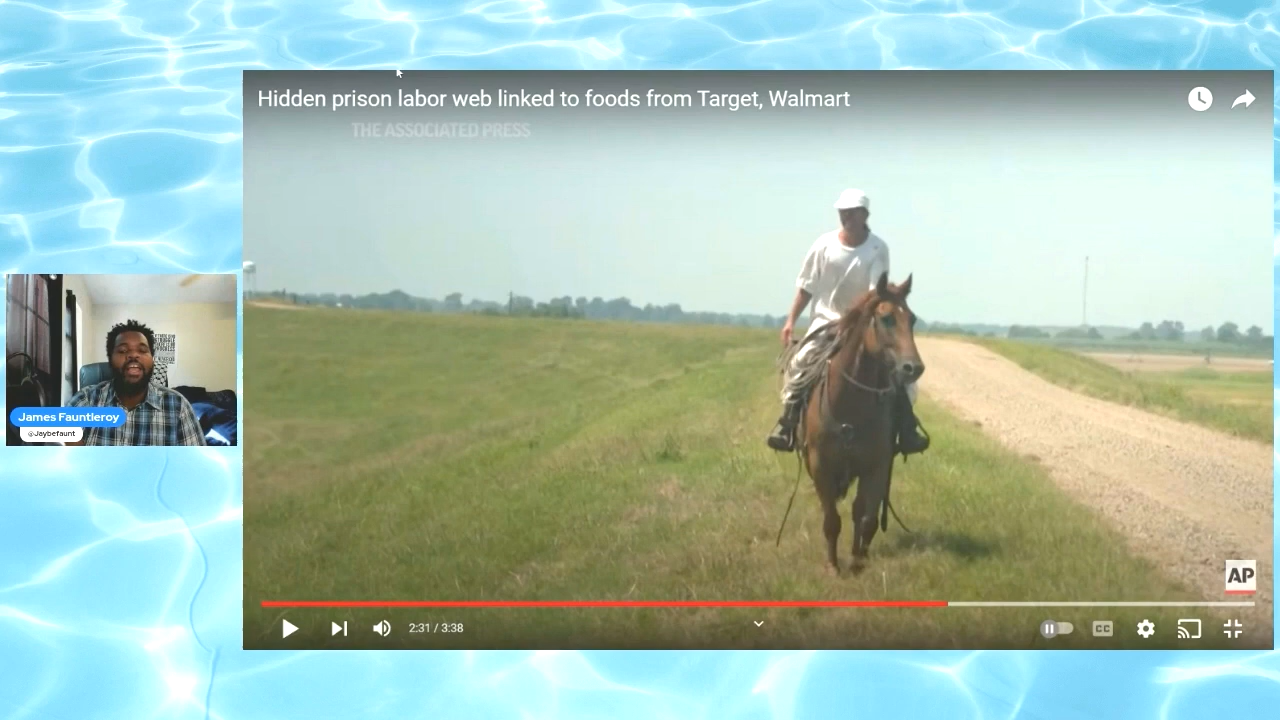 Hidden prison labor web linked to foods from Target, Walmart
THE ASSOCIATED PRESS
James Fauntleroy
@Jaybefaunt
AP
2:31 / 3:38
CC